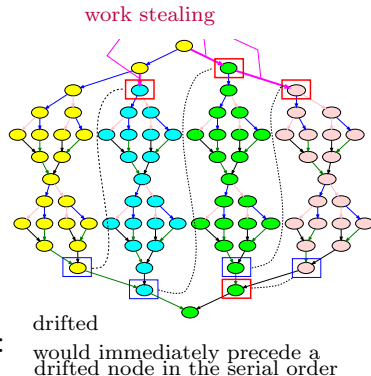 work stealing
drifted
:
would immediately precede a
drifted node in the serial order